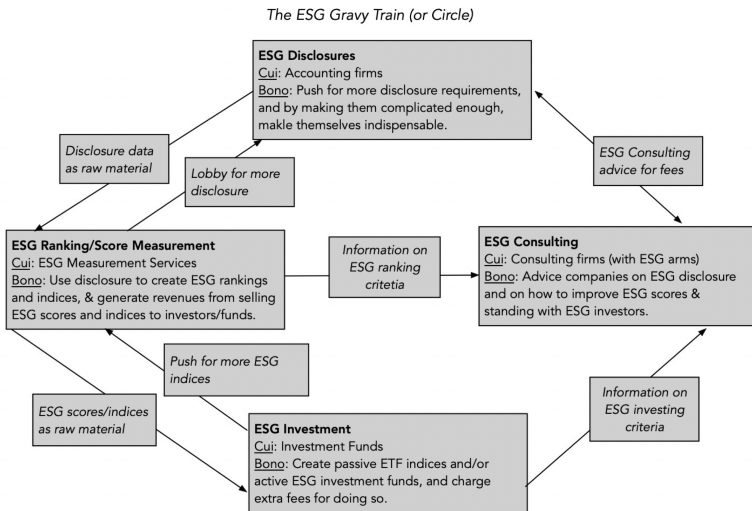 The ESG Gravy Train (or Circle)
ESG Disclosures
Cui: Accounting firms
Bono: Push for more disclosure requirements,
and by making them complicated enough,
makle themselves indispensable.
Disclosure data
as raw material
Lobby for more
disclosure
ESG Consulting
advice for fees
ESG Ranking/Score Measurement
Cui: ESG Measurement Services
Bono: Use disclosure to create ESG rankings
and indices, & generate revenues from selling
ESG scores and indices to investors/funds.
Information on
ESG ranking
critetia
ESG Consulting
Cui: Consulting firms (with ESG arms)
Bono: Advice companies on ESG disclosure
and on how to improve ESG scores &
standing with ESG investors.
Push for more ESG
indices
ESG scores/indices
as raw material
Information on
ESG investing
criteria
ESG Investment
Cui: Investment Funds
Bono: Create passive ETF indices and/or
active ESG investment funds, and charge
extra fees for doing so.